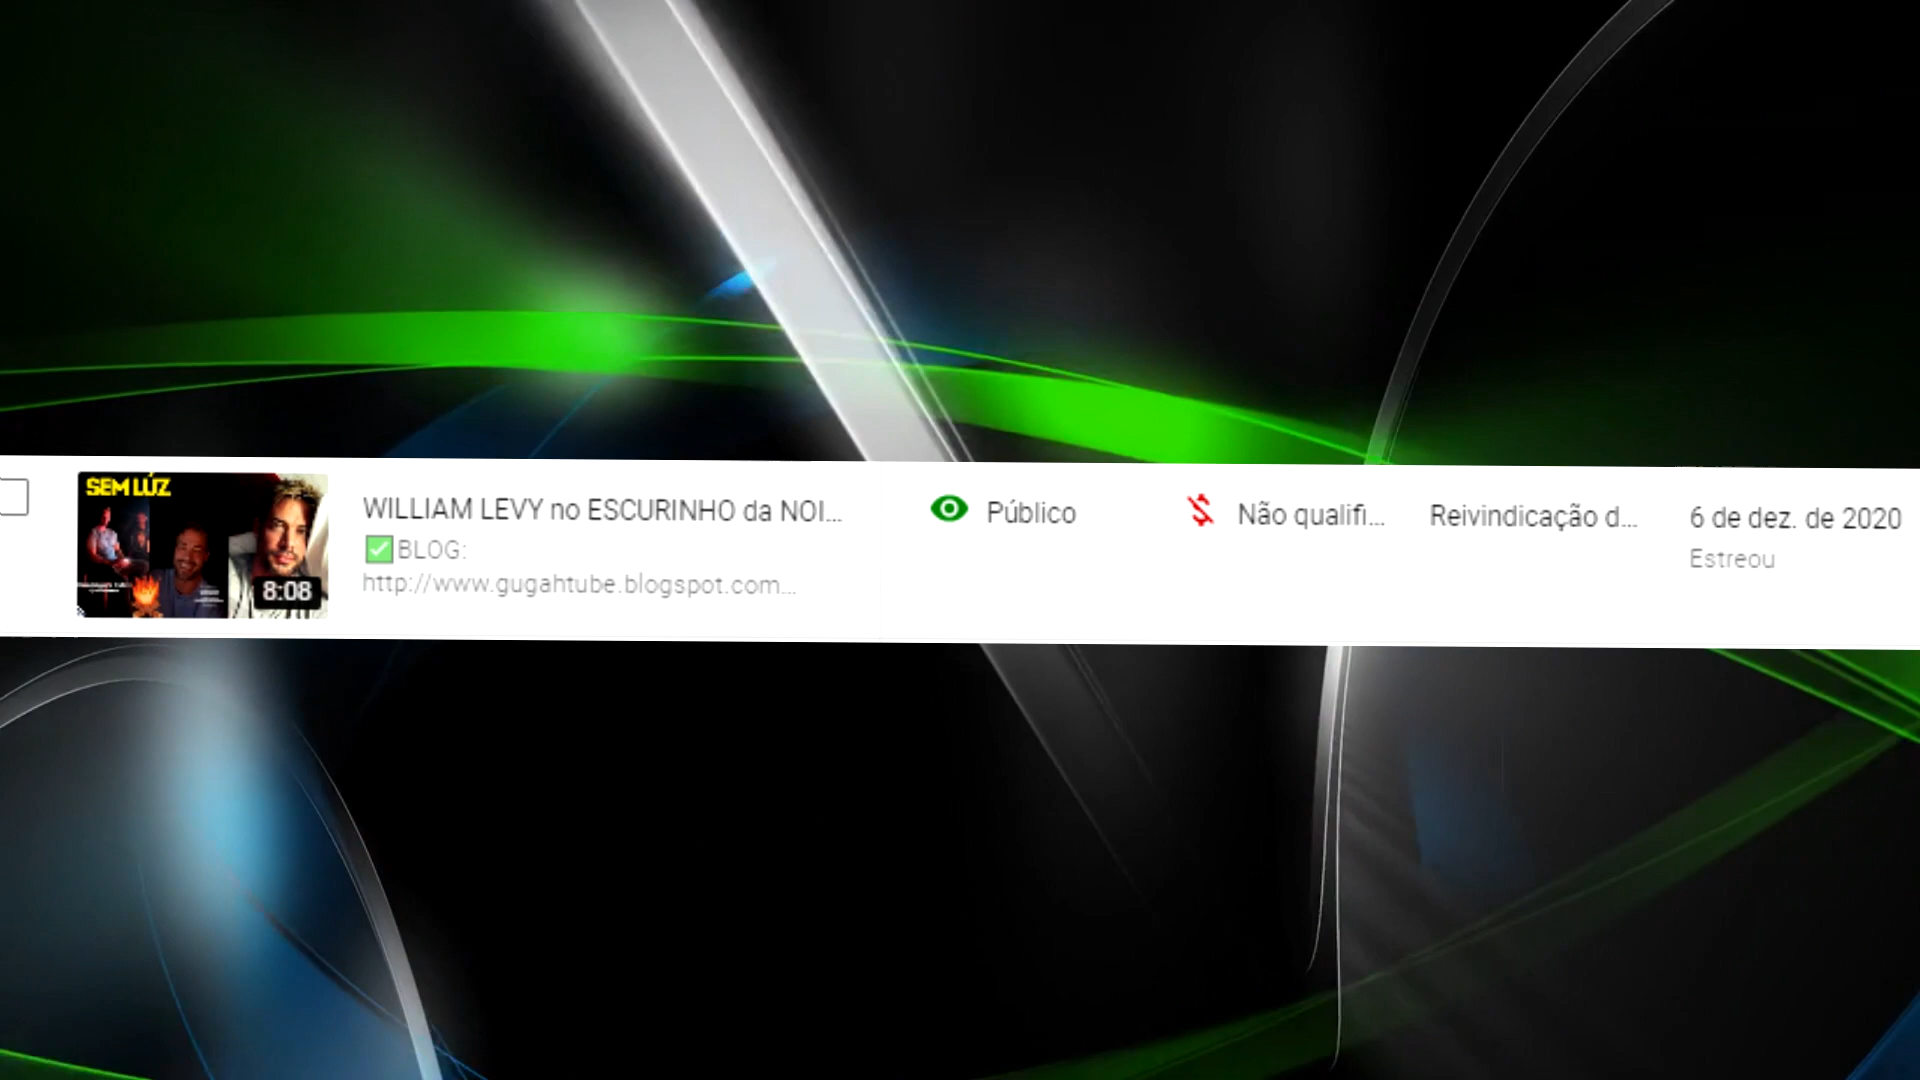 SEM LUZ
8:08
WILLIAM LEVY no ESCURINHO da NOI...
BLOG:
http://www.gugahtube.blogspot.com...
Público
Não qualifi...
Reivindicação d...
6 de dez. de 2020
Estreou